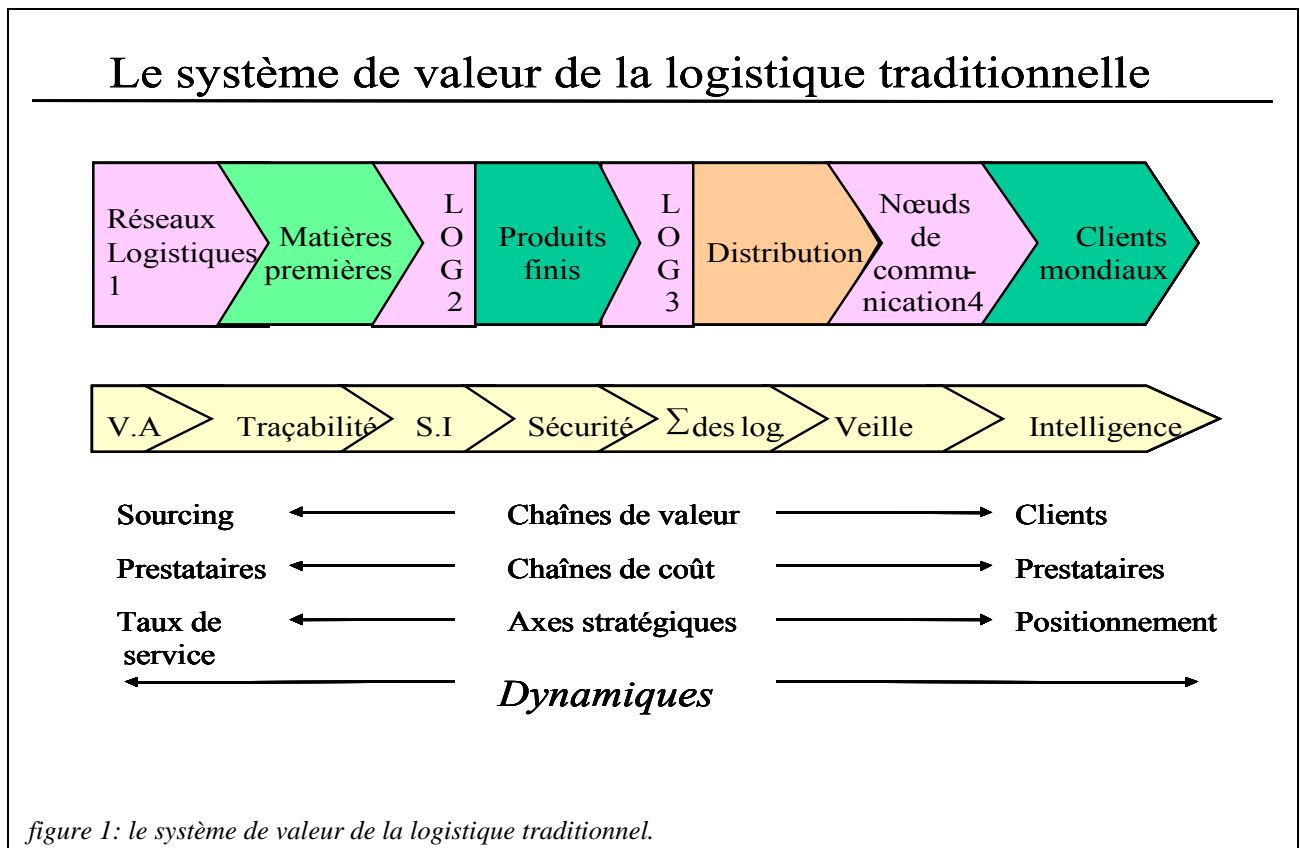 Le système de valeur de la logistique traditionnelle
Réseaux
Logistiques
1
Matières
premières
L
O
G
2
Produits
finis
L
O
G
3
Distribution
Nœuds
de
commu-
nication4
Clients
mondiaux
V.A
Traçabilité
S.I
Sécurité
∑des log
Veille
Intelligence
Sourcing
Chaînes de valeur
Clients
Prestataires
Chaînes de coût
Prestataires
Taux de
service
Axes stratégiques
Positionnement
Dynamiques
figure 1: le système de valeur de la logistique traditionnel.